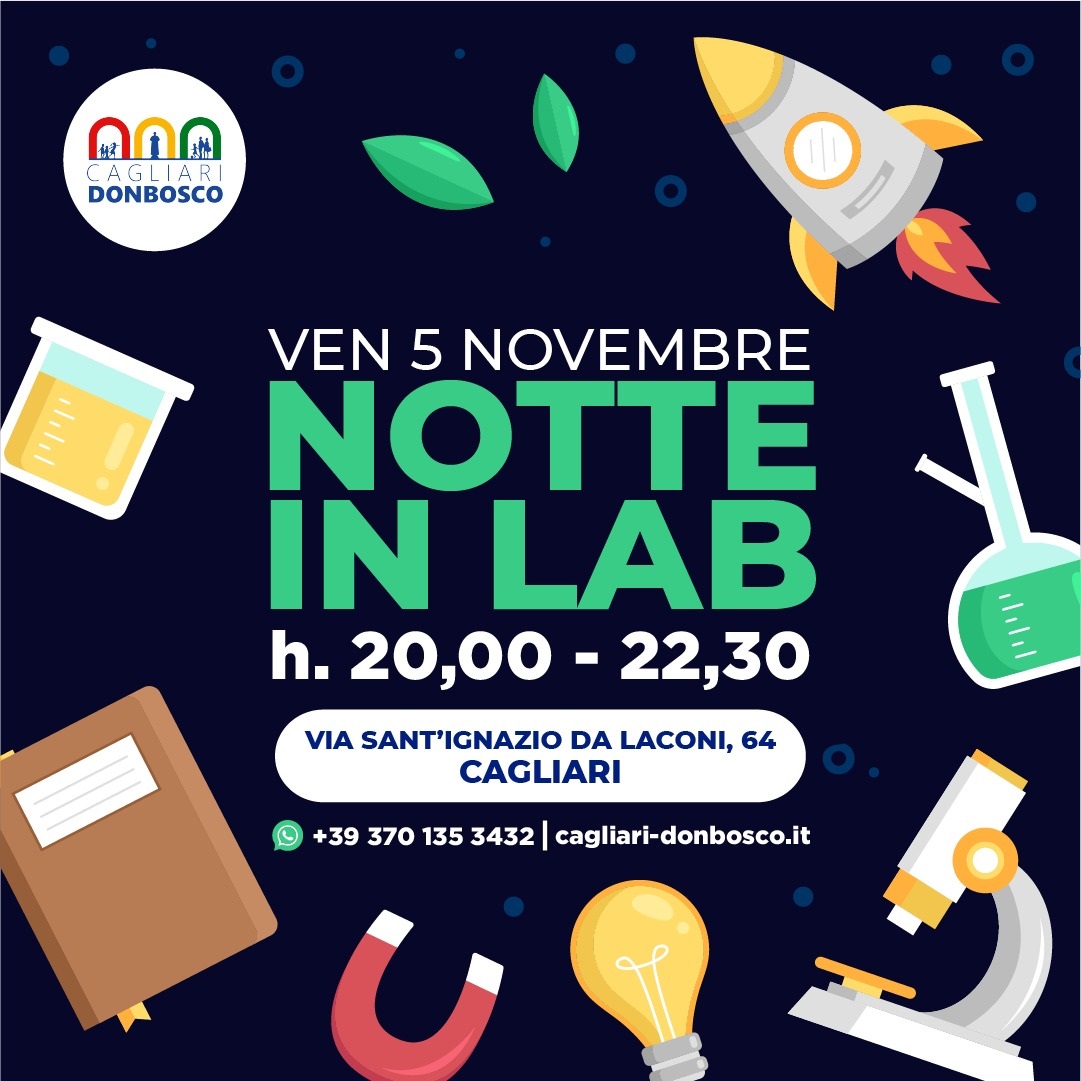 CAGLIARI
DONBOSCO
VEN 5 NOVEMBRE
NOTTE
IN LAB
h. 20,00 - 22,30
VIA SANT'IGNAZIO DA LACONI, 64
CAGLIARI
+39 370 135 3432 | cagliari-donbosco.it